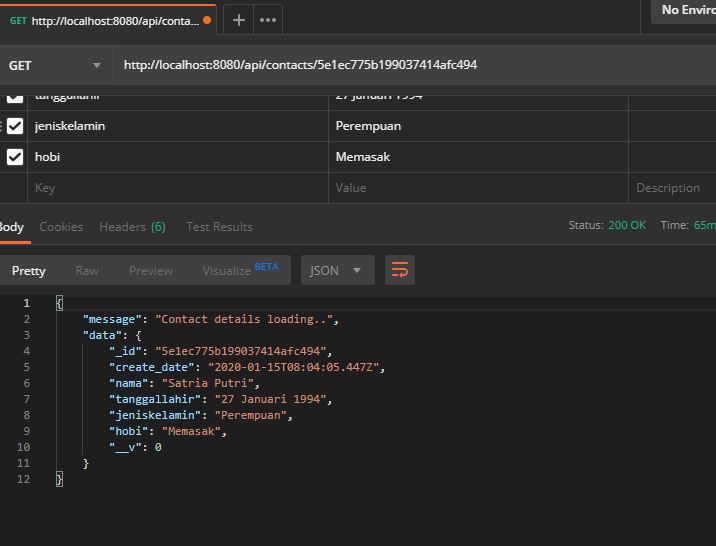 GET http://localhost:8080/api/conta...
No Enviro
GET http://localhost:8080/api/contacts/5e1ec775b199037414afc494
tanggallahir 27 Januari 1994
jeniskelamin Perempuan
hobi Memasak
Key Value Description
Body Cookies Headers (6) Test Results Status: 200 OK Time: 65m
Pretty Raw Preview Visualize BETA JSON
1 {
2 "message": "Contact details loading..",
3 "data": {
4 "_id": "5e1ec775b199037414afc494",
5 "create_date": "2020-01-15T08:04:05.447Z",
6 "nama": "Satria Putri",
7 "tanggallahir": "27 Januari 1994",
8 "jeniskelamin": "Perempuan",
9 "hobi": "Memasak",
10 "__v": 0
11 }
12 }